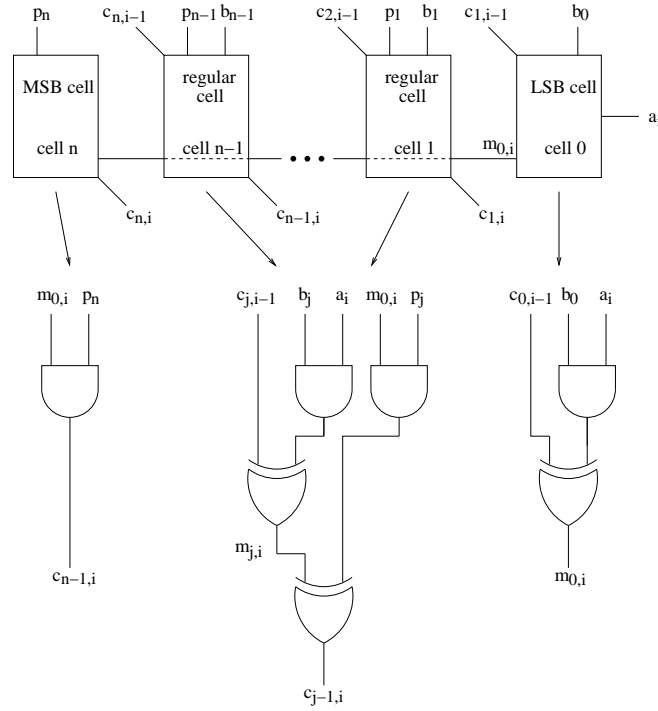 p_n c_{n,i−1} p_{n−1} b_{n−1} c_{2,i−1} p_1 b_1 c_{1,i−1} b_0
MSB cell regular cell regular cell LSB cell
a_i
cell n cell n−1 • • • cell 1 m_{0,i} cell 0
c_{n,i} c_{n−1,i} c_{1,i}
m_{0,i} p_n c_{j,i−1} b_j a_i m_{0,i} p_j c_{0,i−1} b_0 a_i
m_{j,i}
c_{n−1,i} m_{0,i}
c_{j−1,i}